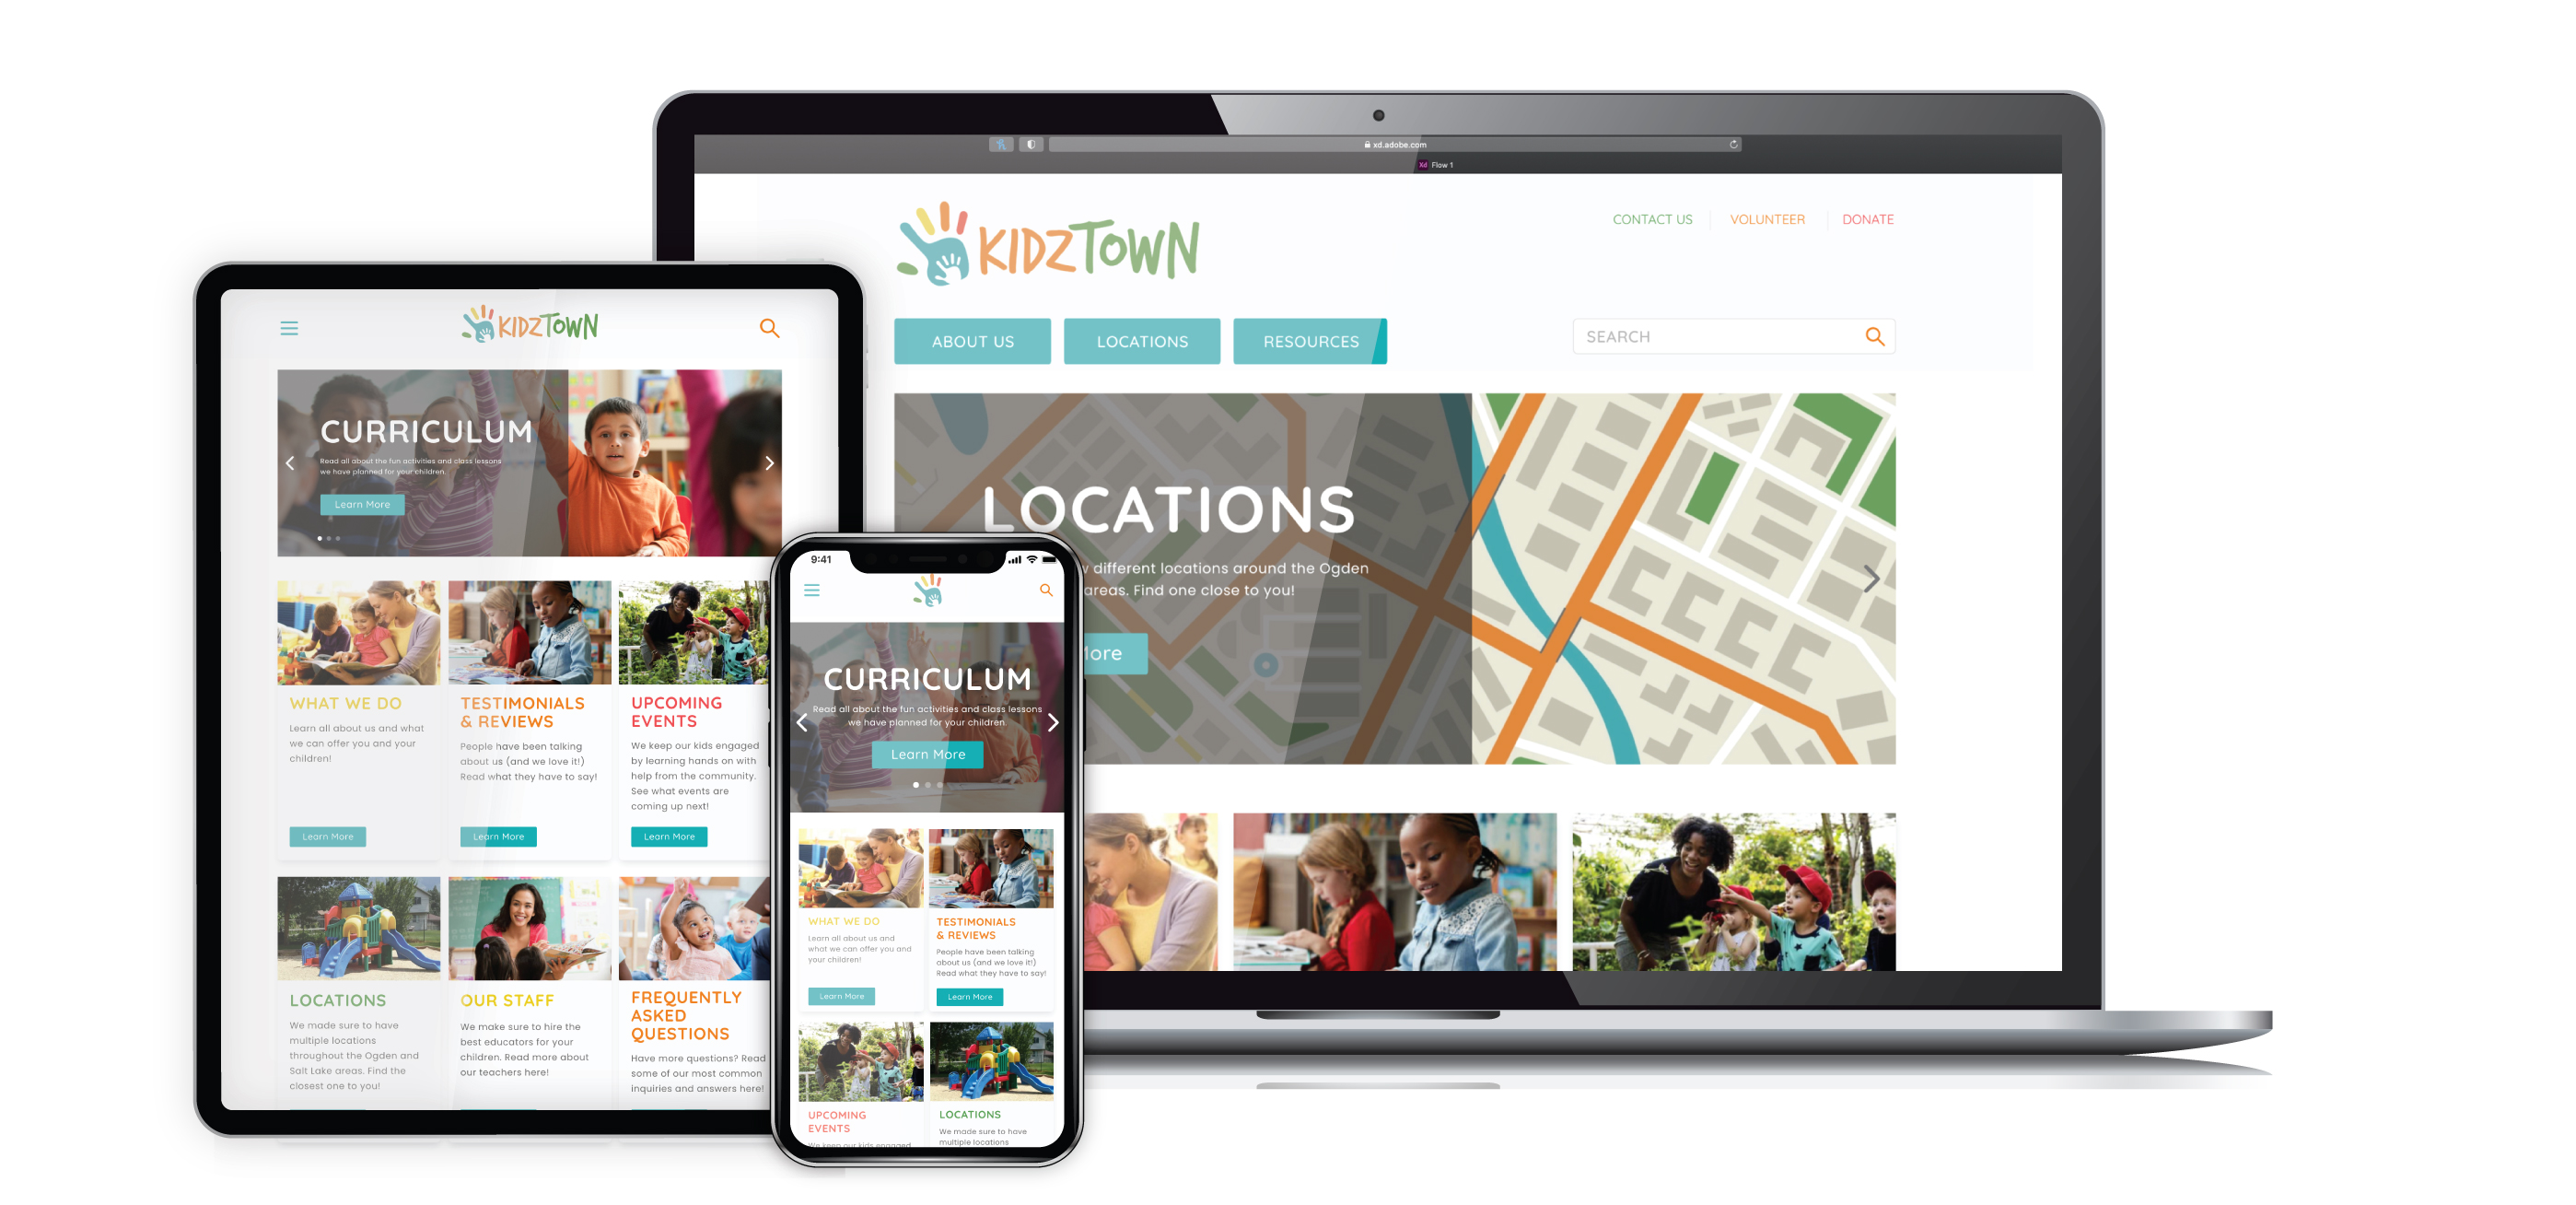 xd.adobe.com
Xd Flow 1
KIDZTOWN
CONTACT US
VOLUNTEER
DONATE
ABOUT US
LOCATIONS
RESOURCES
SEARCH
LOCATIONS
different locations around the Ogden
areas. Find one close to you!
More
KIDZTOWN
CURRICULUM
Read all about the fun activities and class lessons
we have planned for your children.
Learn More
WHAT WE DO
Learn all about us and what
we can offer you and your
children!
Learn More
TESTIMONIALS
& REVIEWS
People have been talking
about us (and we love it!)
Read what they have to say!
Learn More
UPCOMING
EVENTS
We keep our kids engaged
by learning hands on with
help from the community.
See what events are
coming up next!
Learn More
LOCATIONS
We made sure to have
multiple locations
throughout the Ogden and
Salt Lake areas. Find the
closest one to you!
OUR STAFF
We make sure to hire the
best educators for your
children. Read more about
our teachers here!
FREQUENTLY
ASKED
QUESTIONS
Have more questions? Read
some of our most common
inquiries and answers here!
9:41
CURRICULUM
Read all about the fun activities and class lessons
we have planned for your children.
Learn More
WHAT WE DO
Learn all about us and
what we can offer you and
your children!
Learn More
TESTIMONIALS
& REVIEWS
People have been talking
about us (and we love it!)
Read what they have to say!
Learn More
UPCOMING
EVENTS
We keep our kids engaged
LOCATIONS
We made sure to have
multiple locations